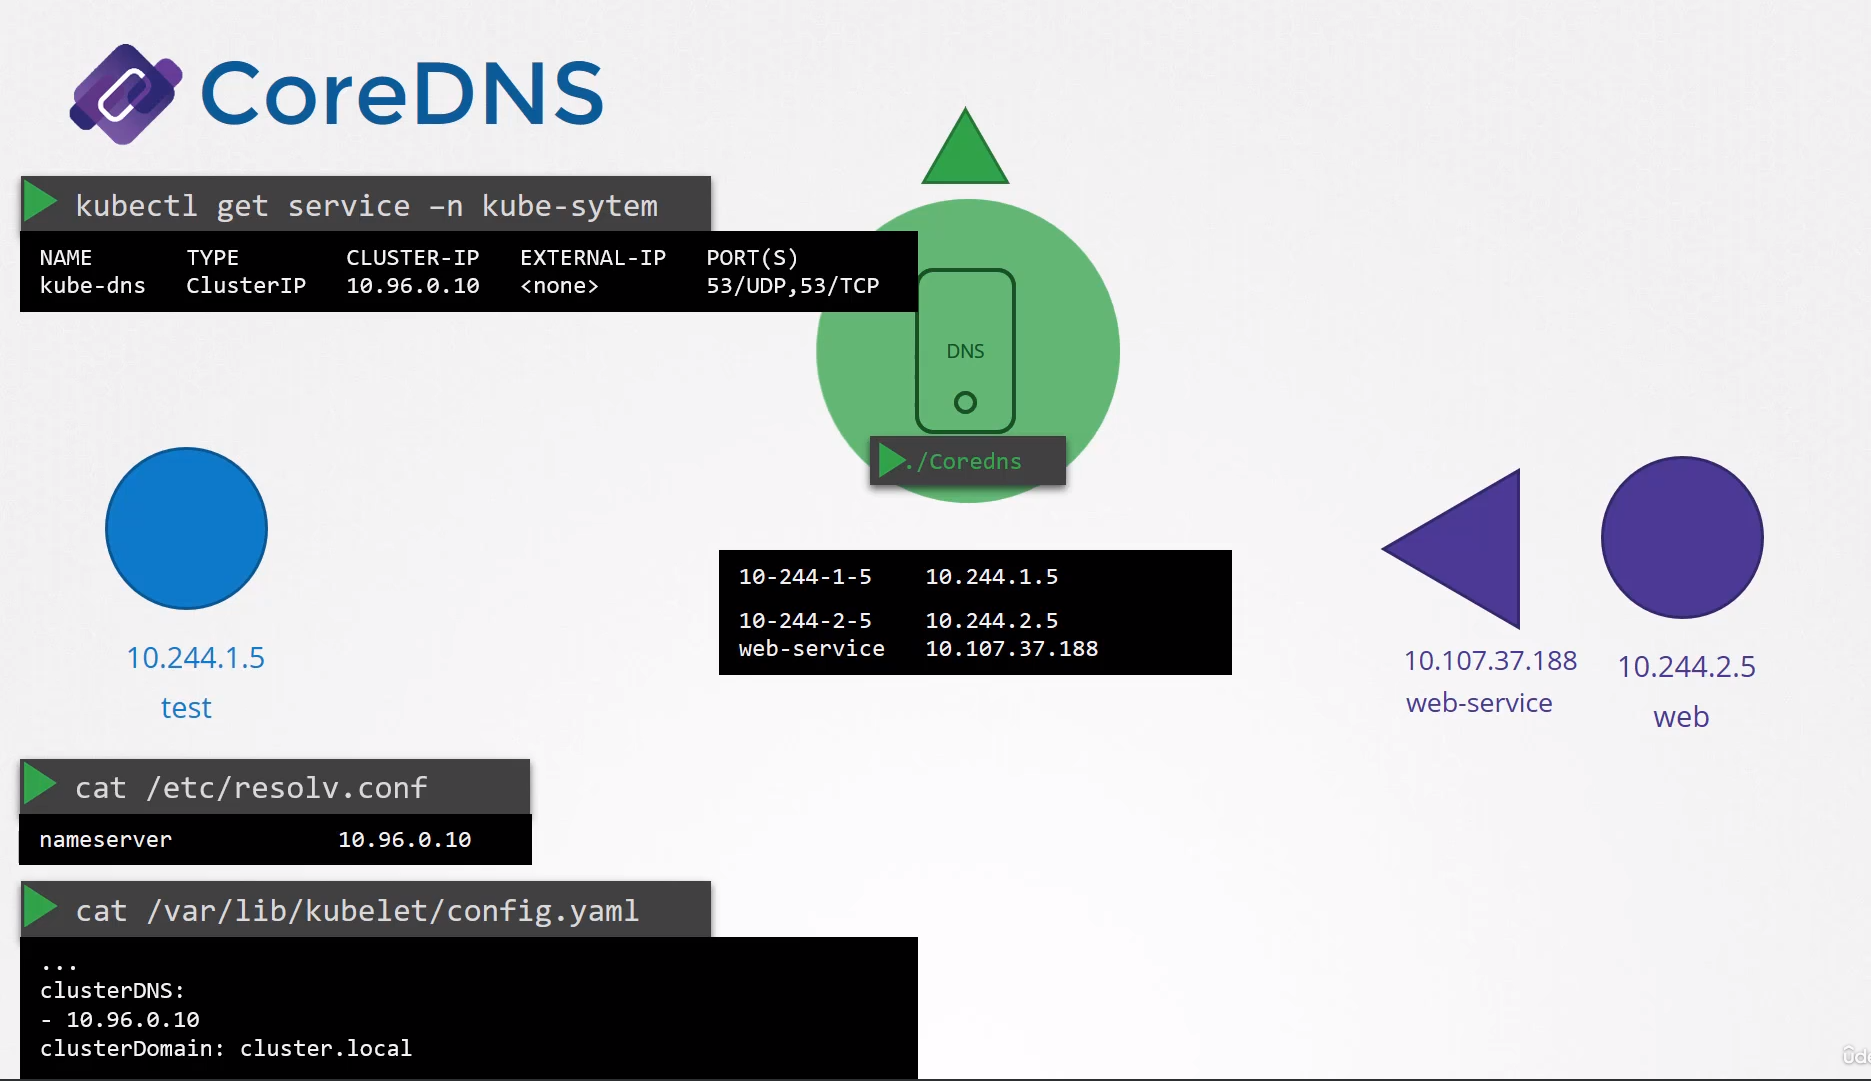 CoreDNS
kubectl get service –n kube-sytem
NAME TYPE CLUSTER-IP EXTERNAL-IP PORT(S)
kube-dns ClusterIP 10.96.0.10 <none> 53/UDP,53/TCP
DNS
./Coredns
10-244-1-5 10.244.1.5
10-244-2-5 10.244.2.5
web-service 10.107.37.188
10.244.1.5
test
10.107.37.188
web-service
10.244.2.5
web
cat /etc/resolv.conf
nameserver 10.96.0.10
cat /var/lib/kubelet/config.yaml
...
clusterDNS:
- 10.96.0.10
clusterDomain: cluster.local